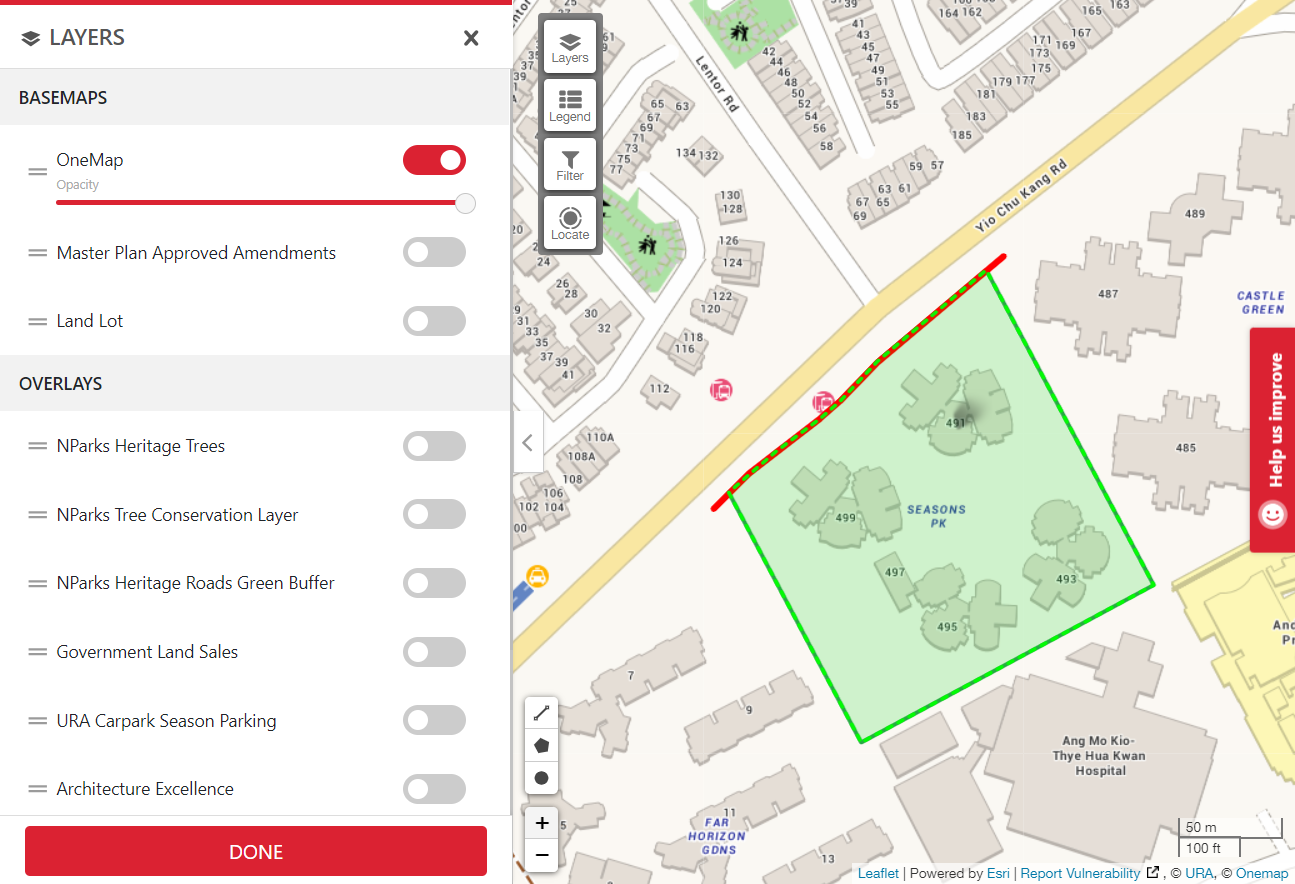 LAYERS
BASEMAPS
OneMap
Opacity
Master Plan Approved Amendments
Land Lot
OVERLAYS
NParks Heritage Trees
NParks Tree Conservation Layer
NParks Heritage Roads Green Buffer
Government Land Sales
URA Carpark Season Parking
Architecture Excellence
DONE
Layers
Legend
Filter
Locate
Lentor Rd
Yio Chu Kang Rd
39
41
43
45
47
49
51
53
55
42
44
46
48
50
52
54
56
58
164 162
165
163
167
171
169
173
175
179 177
181
183
185
65
63
67
69
71
73
75
77
134 132
130
128
126
124
122
120
118
116
112
59
57
63 61
67 65
69
20
22
24
26
28
30
32
29
31
33
35
37
39
41
110A
108A
108
106
102 104
489
487
CASTLE
GREEN
485
491
499
SEASONS
PK
497
495
493
7
9
11
13
FAR
HORIZON
GDNS
Ang Mo Kio-
Thye Hua Kwan
Hospital
Help us improve
+
−
50 m
100 ft
Leaflet | Powered by Esri | Report Vulnerability , © URA, © Onemap